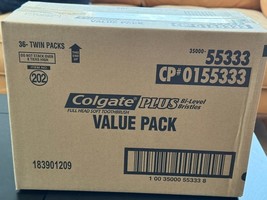 36- TWIN PACKS
35000- 55333
CP# 0155333
202
Colgate PLUS Bi-Level Bristles
FULL HEAD SOFT TOOTHBRUSH
VALUE PACK
183901209
1 00 35000 55333 8